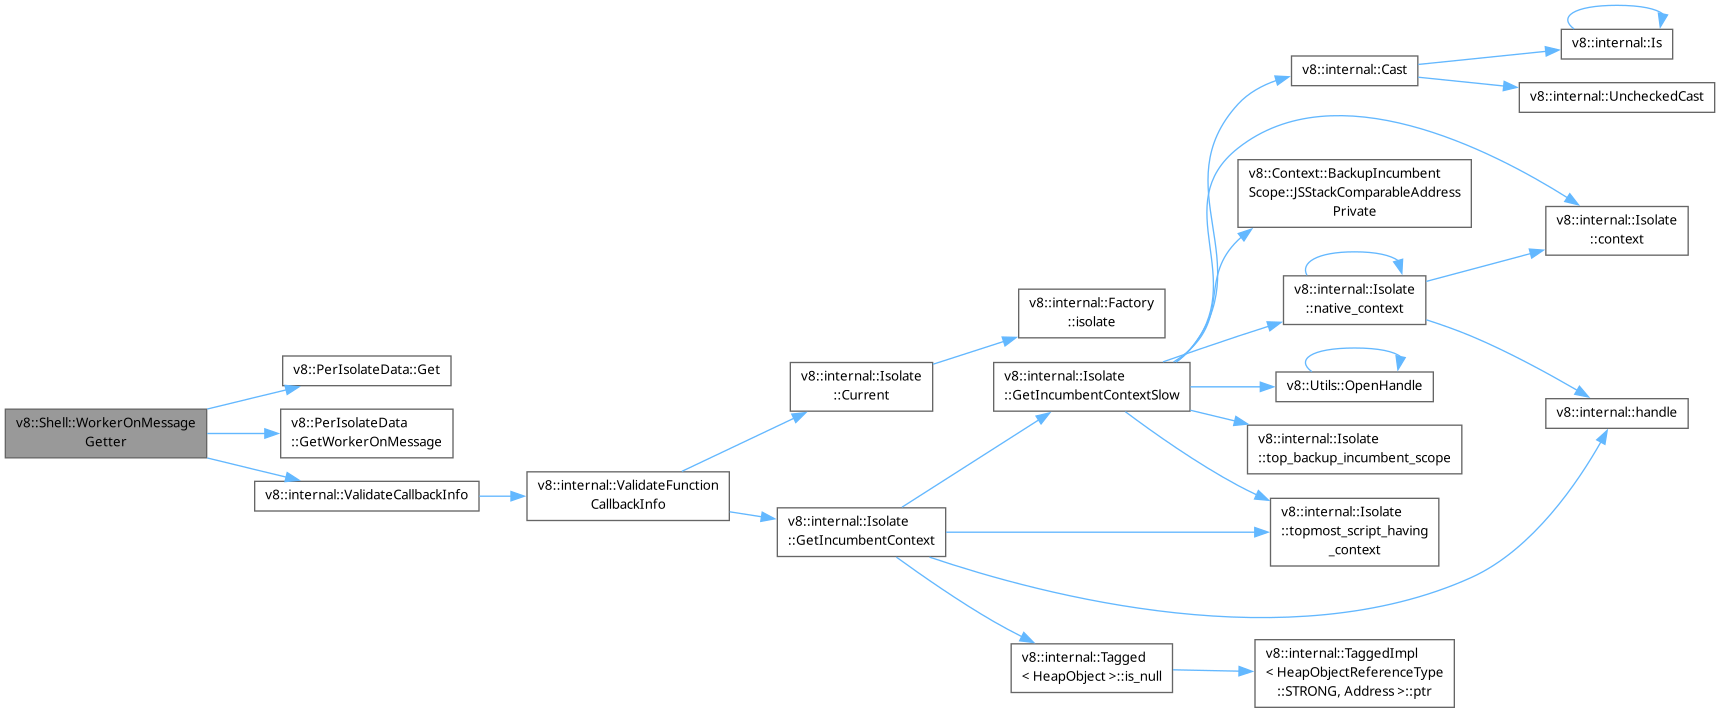 v8::Shell::WorkerOnMessage
Getter
v8::PerIsolateData::Get
v8::PerIsolateData
::GetWorkerOnMessage
v8::internal::ValidateCallbackInfo
v8::internal::ValidateFunction
CallbackInfo
v8::internal::Isolate
::Current
v8::internal::Factory
::isolate
v8::internal::Isolate
::GetIncumbentContext
v8::internal::Isolate
::GetIncumbentContextSlow
v8::internal::Cast
v8::internal::Is
v8::internal::UncheckedCast
v8::Context::BackupIncumbent
Scope::JSStackComparableAddress
Private
v8::internal::Isolate
::context
v8::internal::Isolate
::native_context
v8::Utils::OpenHandle
v8::internal::handle
v8::internal::Isolate
::top_backup_incumbent_scope
v8::internal::Isolate
::topmost_script_having
_context
v8::internal::Tagged
< HeapObject >::is_null
v8::internal::TaggedImpl
< HeapObjectReferenceType
::STRONG, Address >::ptr